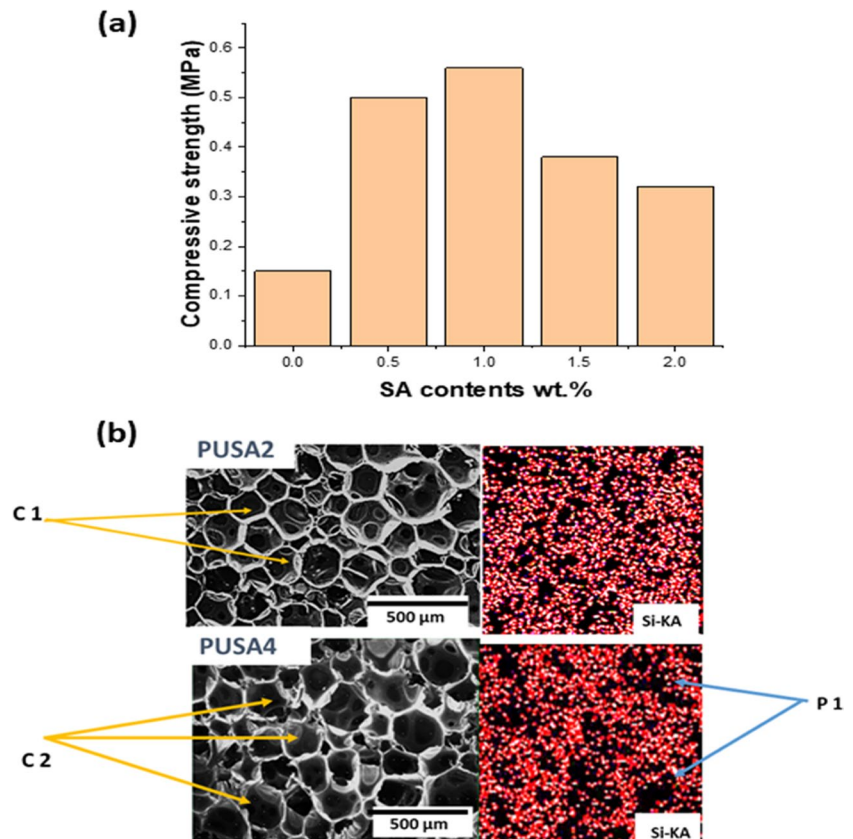 (a)
Compressive strength (MPa)
0.6
0.5
0.4
0.3
0.2
0.1
0.0
0.0 0.5 1.0 1.5 2.0
SA contents wt.%
(b)
PUSA2
C 1
500 µm
Si-KA
PUSA4
P 1
C 2
500 µm
Si-KA